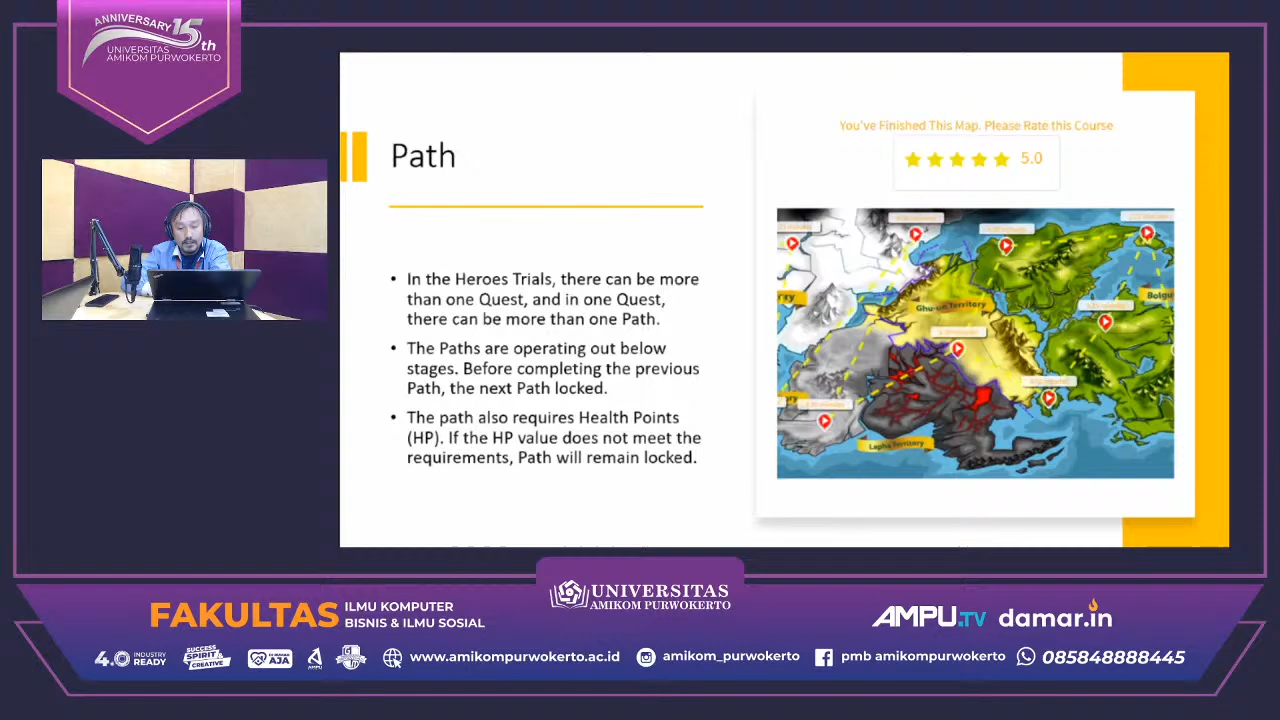 ANNIVERSARY 15th
UNIVERSITAS
AMIKOM PURWOKERTO
Path
In the Heroes Trials, there can be more
than one Quest, and in one Quest,
there can be more than one Path.
The Paths are operating out below
stages. Before completing the previous
Path, the next Path locked.
The path also requires Health Points
(HP). If the HP value does not meet the
requirements, Path will remain locked.
You've Finished This Map. Please Rate this Course
5.0
Territory
UNIVERSITAS
AMIKOM PURWOKERTO
FAKULTAS
ILMU KOMPUTER
BISNIS & ILMU SOSIAL
AMPU.TV damar.in
4.0 INDUSTRY READY
SUCCESS SPIRIT CREATIVE
AJA
AMPU
www.amikompurwokerto.ac.id
amikom_purwokerto
pmb amikompurwokerto
085848888445